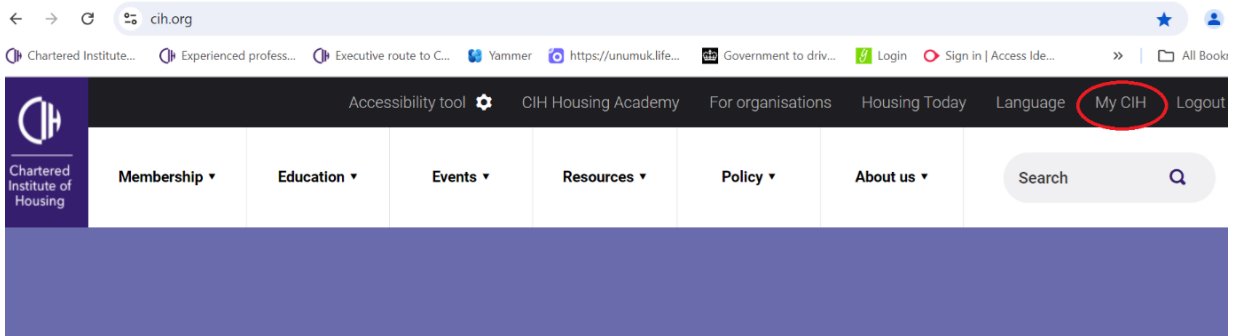 cih.org
Chartered Institute... Experienced profess... Executive route to C... Yammer https://unumuk.life... Government to driv... Login Sign in | Access Ide... » All Bookr
Accessibility tool CIH Housing Academy For organisations Housing Today Language My CIH Logout
CIH
Chartered
Institute of
Housing
Membership ▾ Education ▾ Events ▾ Resources ▾ Policy ▾ About us ▾ Search